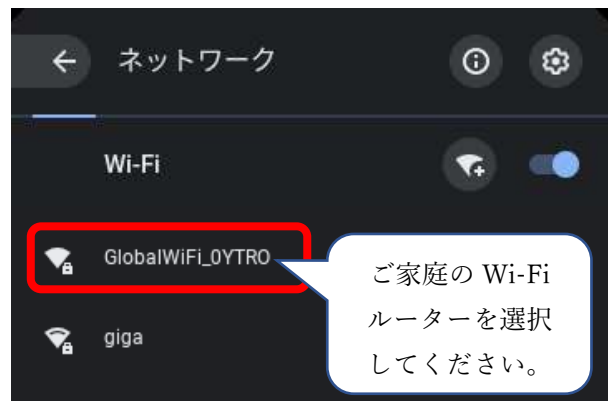 ネットワーク
Wi-Fi
GlobalWiFi_0YTRO
giga
ご家庭の Wi-Fi
ルーターを選択
してください。